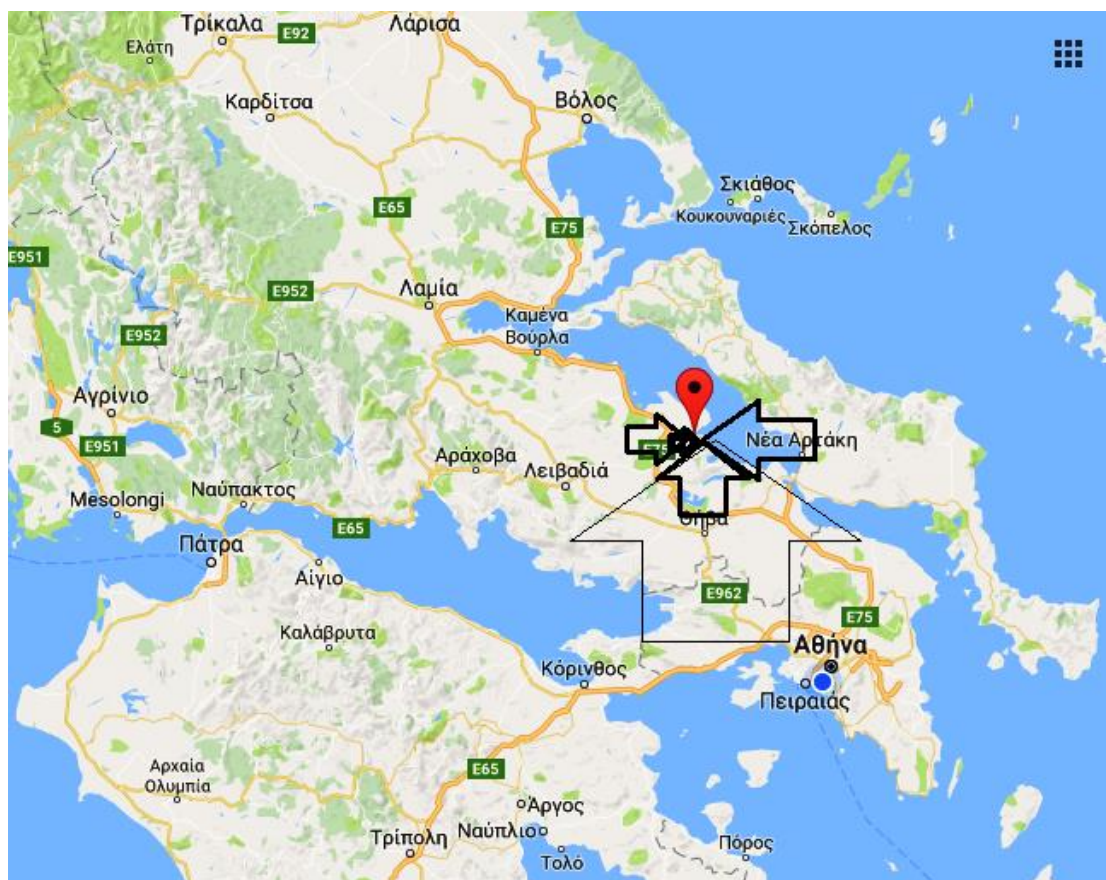 Τρίκαλα
E92
Λάρισα
Ελάτη
Καρδίτσα
Βόλος
Σκιάθος
Κουκουναριές
Σκόπελος
E65
E75
E951
E952
Λαμία
Καμένα
Βούρλα
E952
Αγρίνιο
5
E951
E75
Νέα Αρτάκη
Αράχοβα
Λειβαδιά
Mesolongi
Ναύπακτος
E65
Θήβα
Πάτρα
Αίγιο
E962
E75
Καλάβρυτα
Αθήνα
Κόρινθος
Πειραιάς
Αρχαία
Ολυμπία
E65
Άργος
Ναύπλιο
Τρίπολη
Τολό
Πόρος